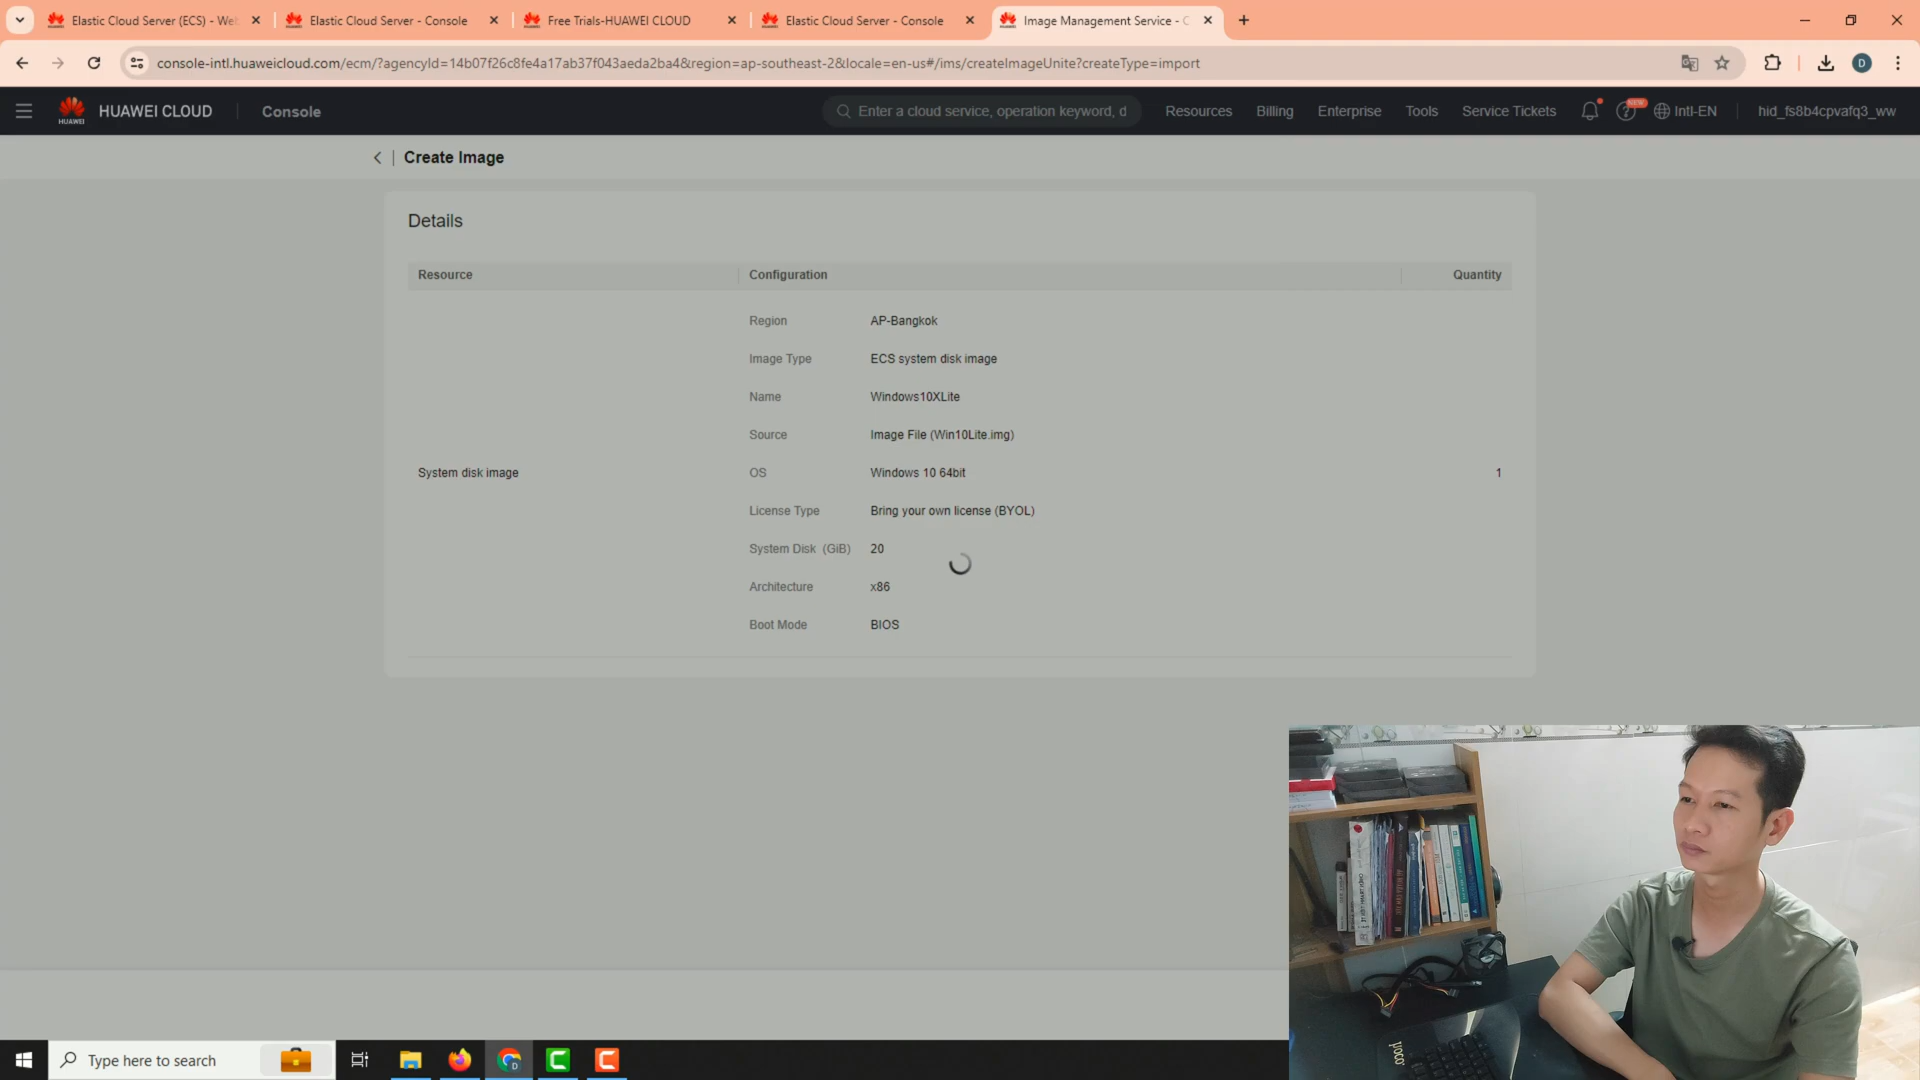 Elastic Cloud Server (ECS) - Web
Elastic Cloud Server - Console
Free Trials-HUAWEI CLOUD
Elastic Cloud Server - Console
Image Management Service - C
console-intl.huaweicloud.com/ecm/?agencyId=14b07f26c8fe4a17ab37f043aeda2ba4&region=ap-southeast-2&locale=en-us#/ims/createImageUnite?createType=import
D
HUAWEI
HUAWEI CLOUD
Console
Enter a cloud service, operation keyword, d
Resources
Billing
Enterprise
Tools
Service Tickets
NEW
Intl-EN
hid_fs8b4cpvafq3_ww
Create Image
Details
Resource Configuration Quantity
Region AP-Bangkok
Image Type ECS system disk image
Name Windows10XLite
Source Image File (Win10Lite.img)
System disk image OS Windows 10 64bit 1
License Type Bring your own license (BYOL)
System Disk (GiB) 20
Architecture x86
Boot Mode BIOS
Type here to search